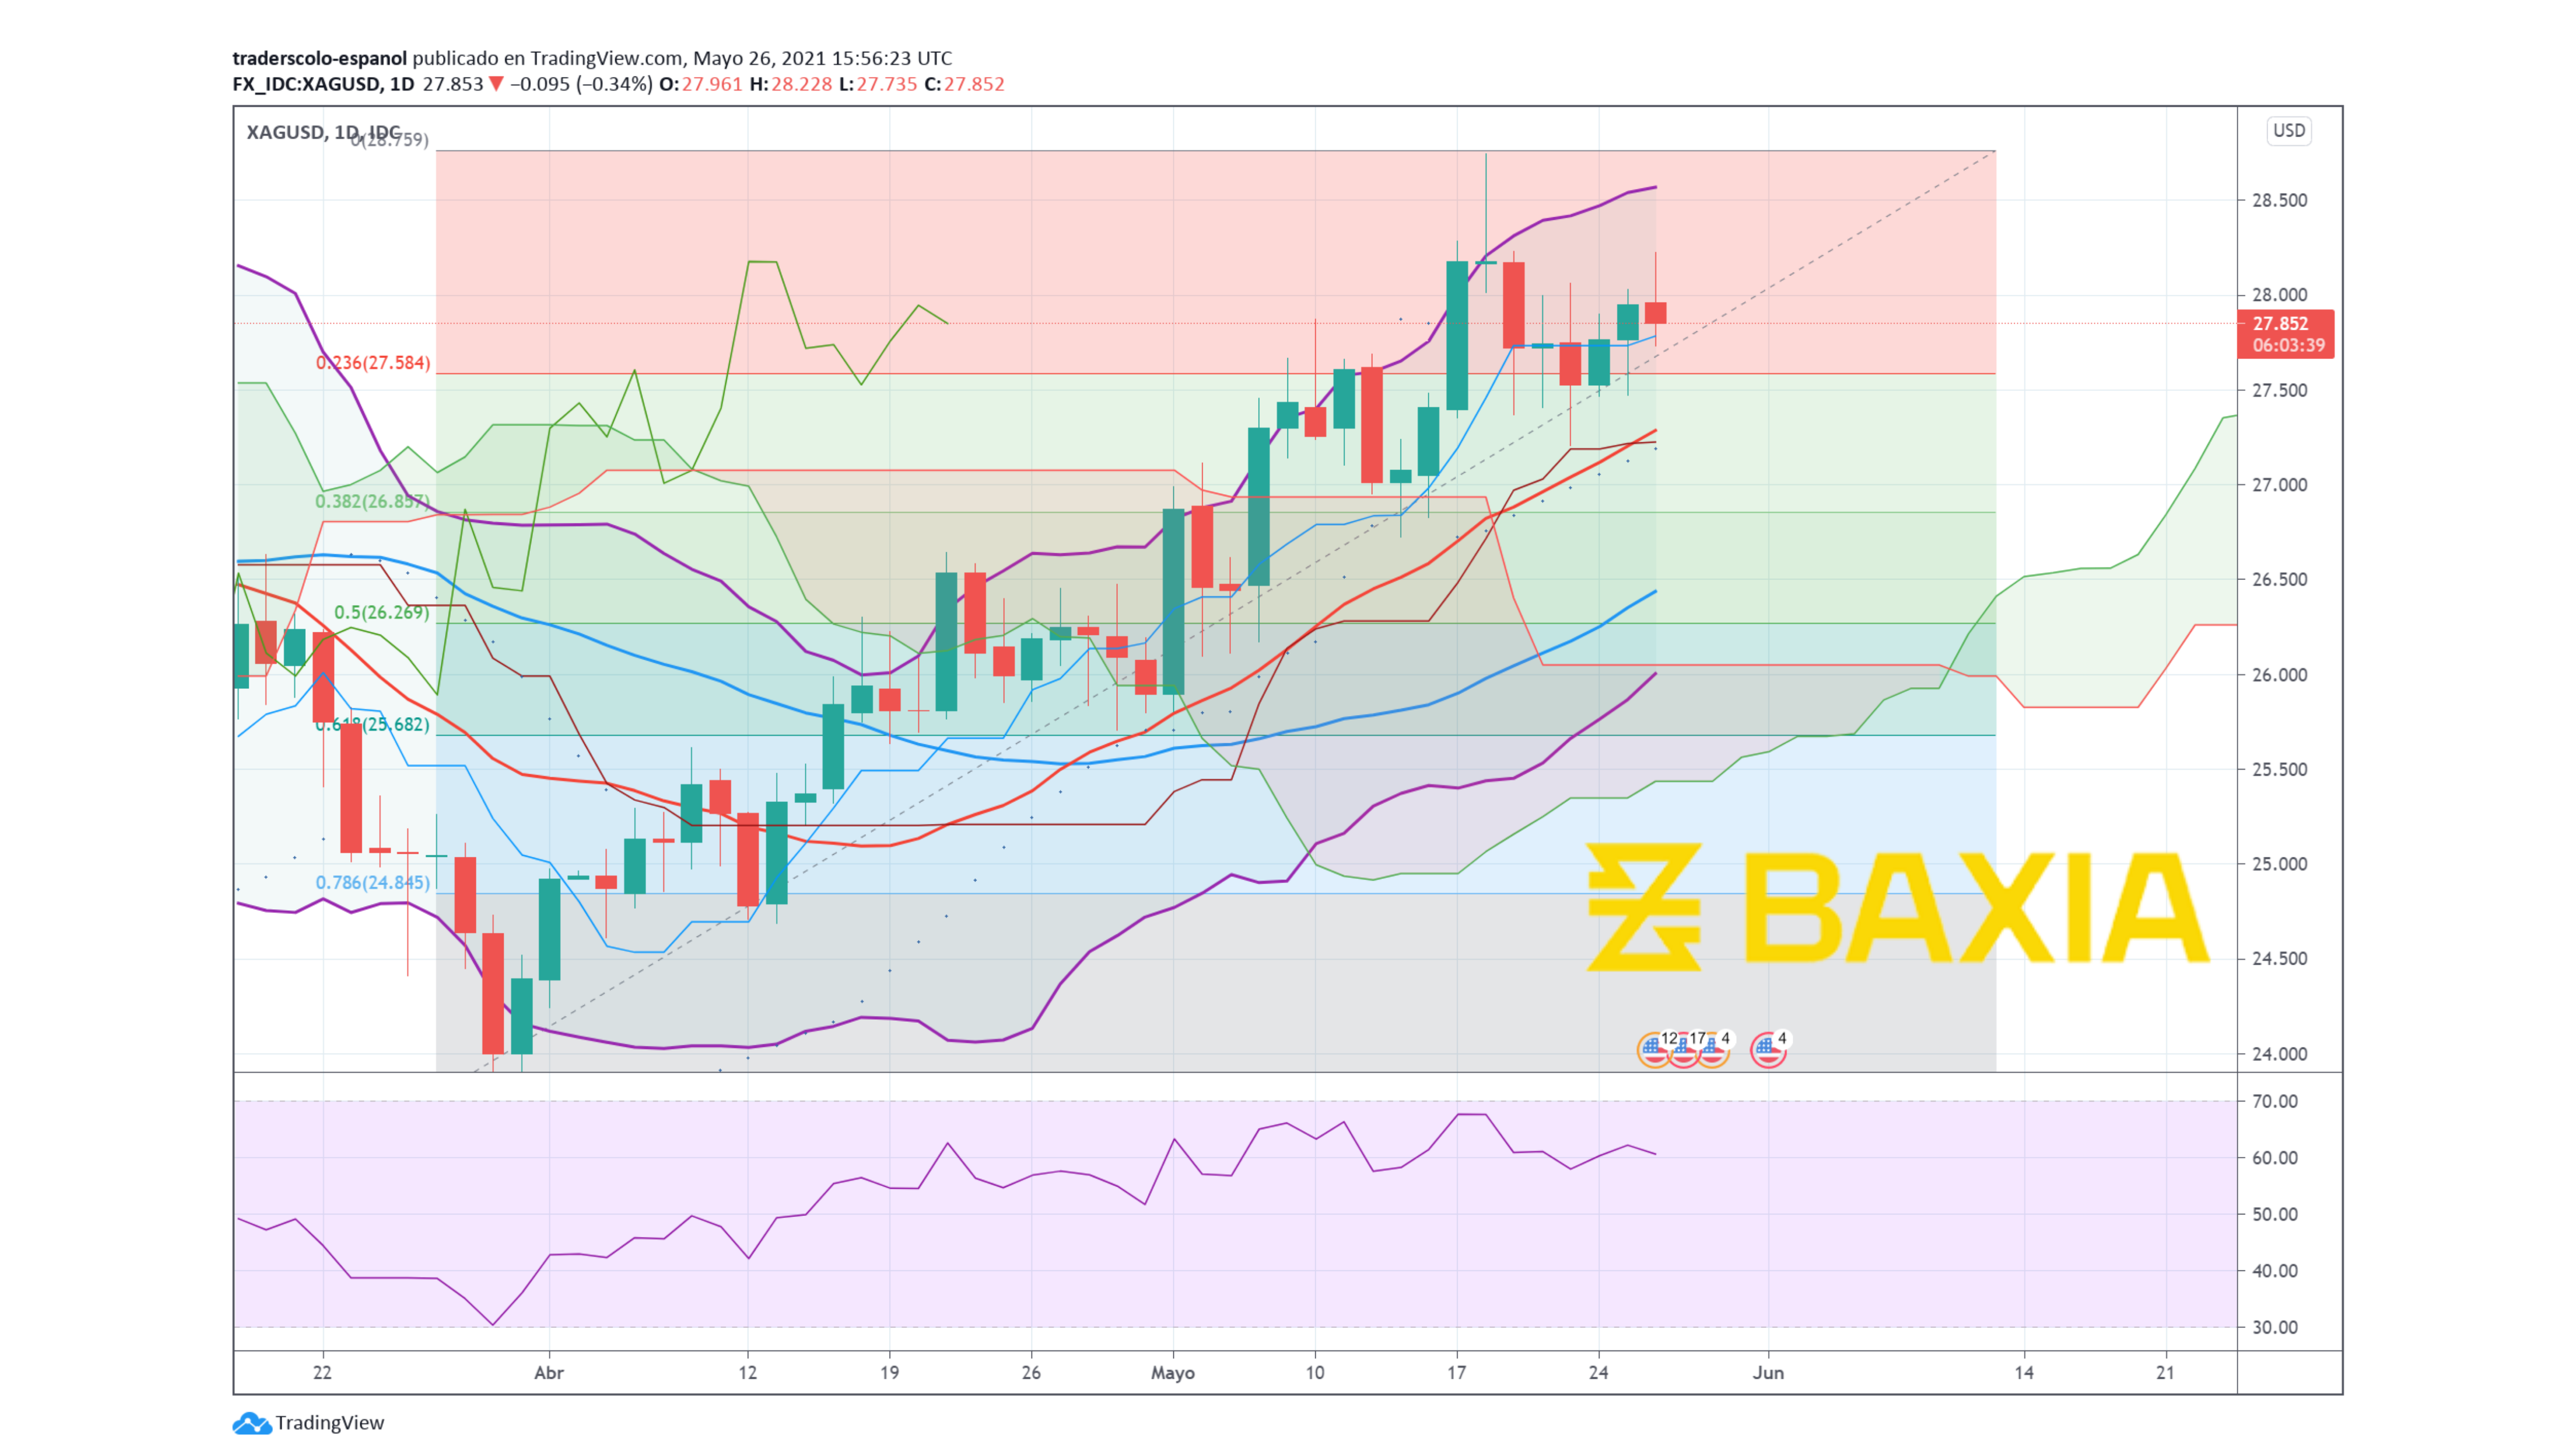 traderscolo-espanol publicado en TradingView.com, Mayo 26, 2021 15:56:23 UTC
FX_IDC:XAGUSD, 1D 27.853 ▼ −0.095 (−0.34%) O:27.961 H:28.228 L:27.735 C:27.852
XAGUSD, 1D, IDC
0(28.759)
USD
28.500
28.000
27.852
06:03:39
0.236(27.584)
27.500
27.000
0.382(26.857)
26.500
0.5(26.269)
26.000
0.618(25.682)
25.500
25.000
0.786(24.845)
BAXIA
24.500
12 17 4 4
24.000
70.00
60.00
50.00
40.00
30.00
22 Abr 12 19 26 Mayo 10 17 24 Jun 14 21
TradingView